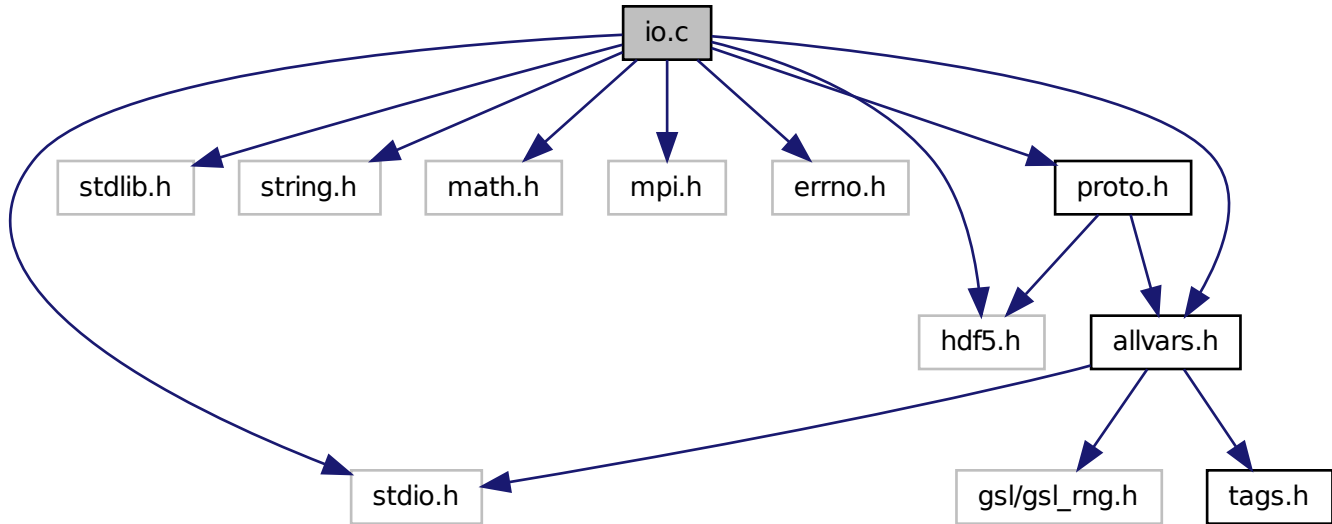 io.c
stdlib.h
string.h
math.h
mpi.h
errno.h
proto.h
hdf5.h
allvars.h
stdio.h
gsl/gsl_rng.h
tags.h